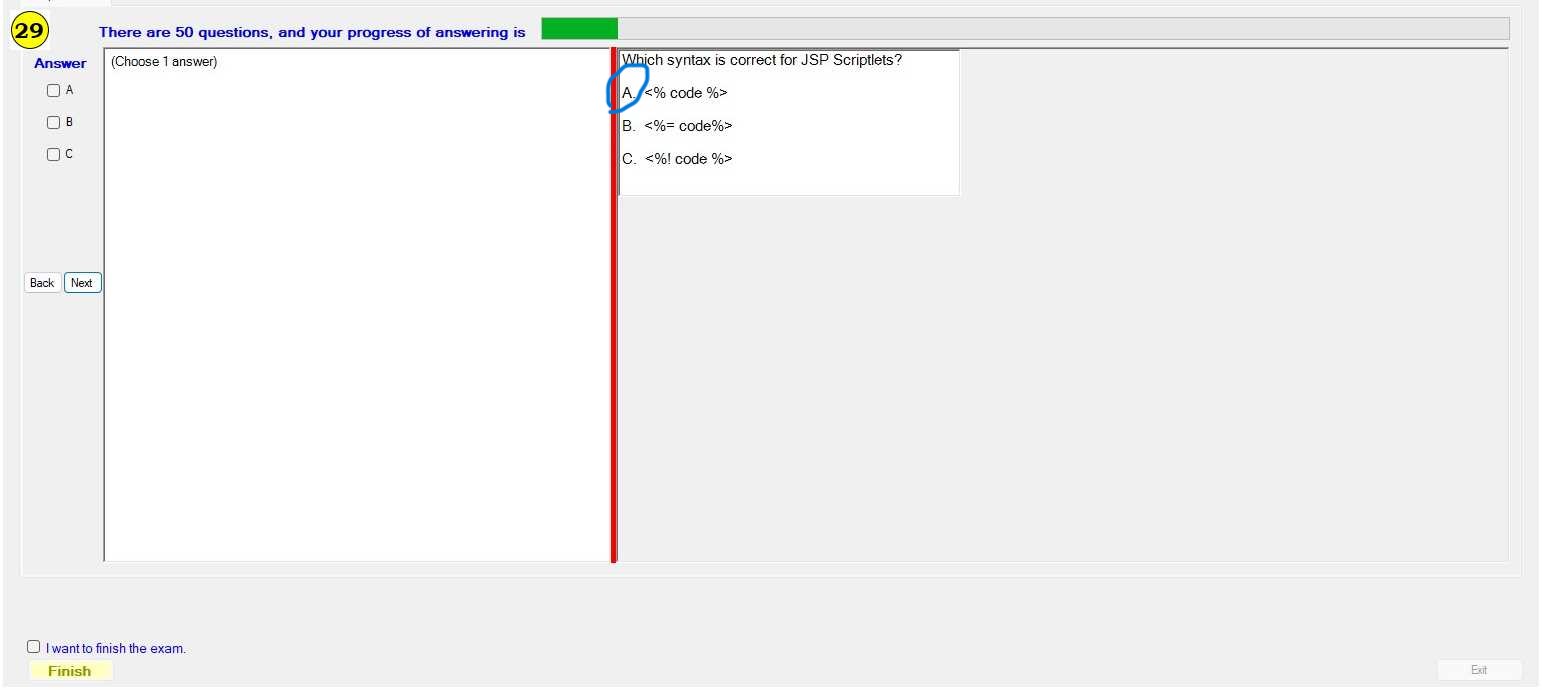 29
There are 50 questions, and your progress of answering is
Answer
(Choose 1 answer)
A
B
C
Back
Next
Which syntax is correct for JSP Scriptlets?
A. <% code %>
B. <%= code%>
C. <%! code %>
I want to finish the exam.
Finish
Exit